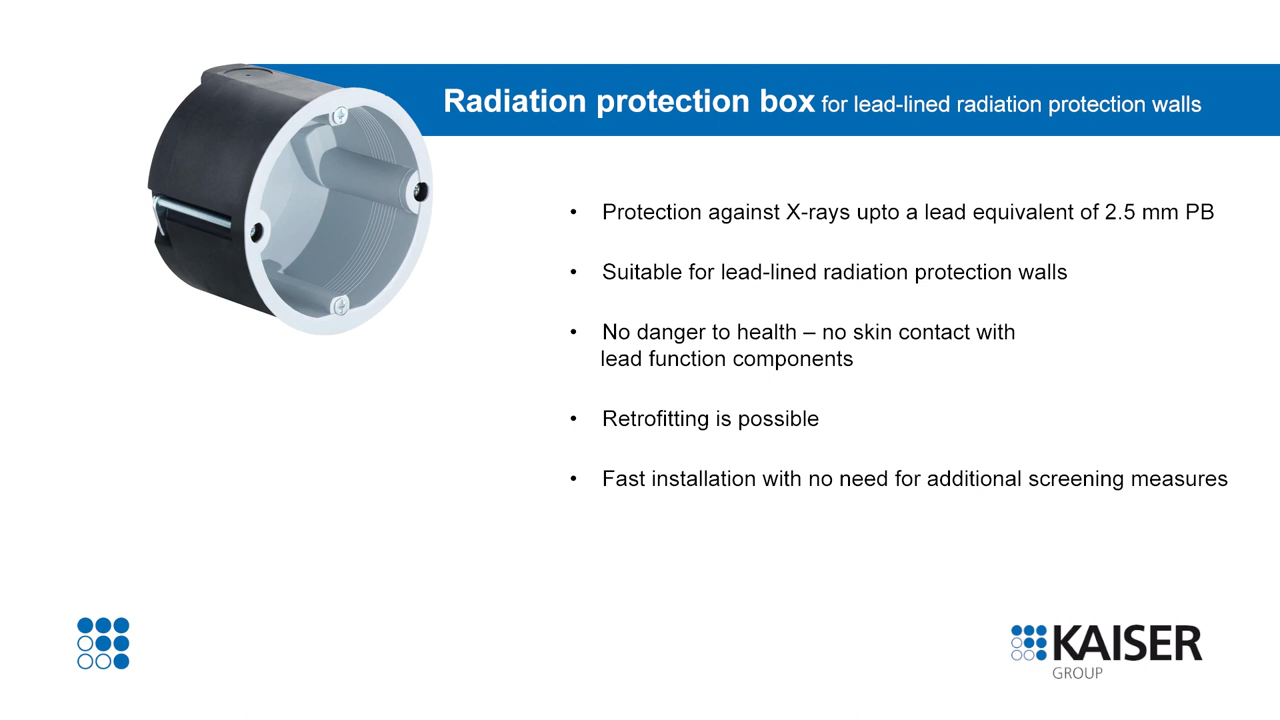 Radiation protection box for lead-lined radiation protection walls
• Protection against X-rays upto a lead equivalent of 2.5 mm PB
• Suitable for lead-lined radiation protection walls
• No danger to health – no skin contact with
lead function components
• Retrofitting is possible
• Fast installation with no need for additional screening measures
KAISER
GROUP